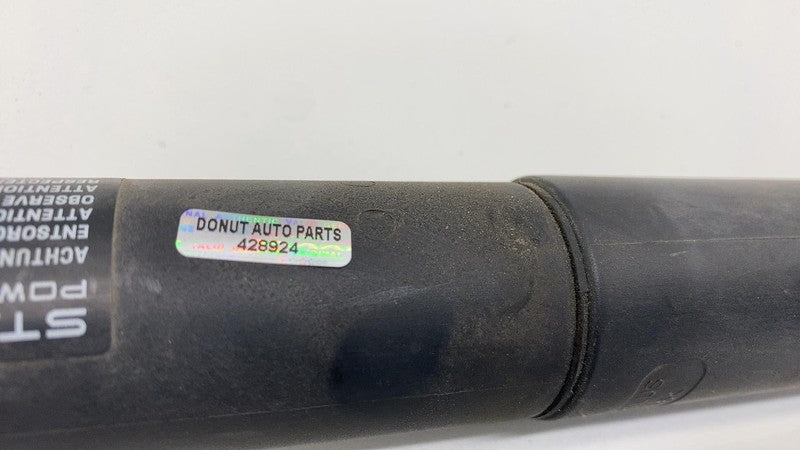 DONUT AUTO PARTS
428924
ST
POW
ACHTUN
ENTSORG
ATTENTIO
OBSERVE
ATTENTIO